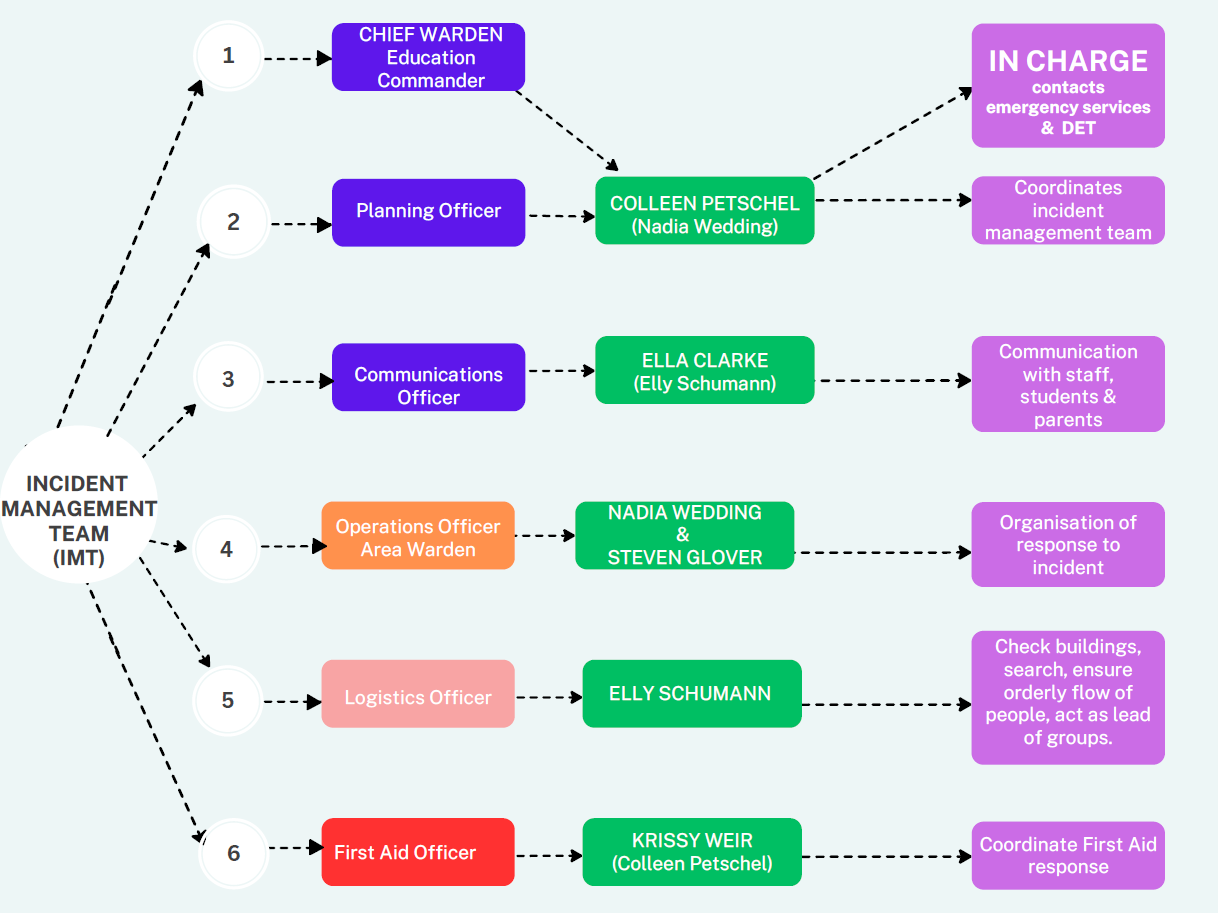 1
CHIEF WARDEN
Education
Commander
IN CHARGE
contacts
emergency services
& DET
2
Planning Officer
COLLEEN PETSCHEL
(Nadia Wedding)
Coordinates
incident
management team
3
Communications
Officer
ELLA CLARKE
(Elly Schumann)
Communication
with staff,
students &
parents
INCIDENT
MANAGEMENT
TEAM
(IMT)
4
Operations Officer
Area Warden
NADIA WEDDING
&
STEVEN GLOVER
Organisation of
response to
incident
5
Logistics Officer
ELLY SCHUMANN
Check buildings,
search, ensure
orderly flow of
people, act as lead
of groups.
6
First Aid Officer
KRISSY WEIR
(Colleen Petschel)
Coordinate First Aid
response